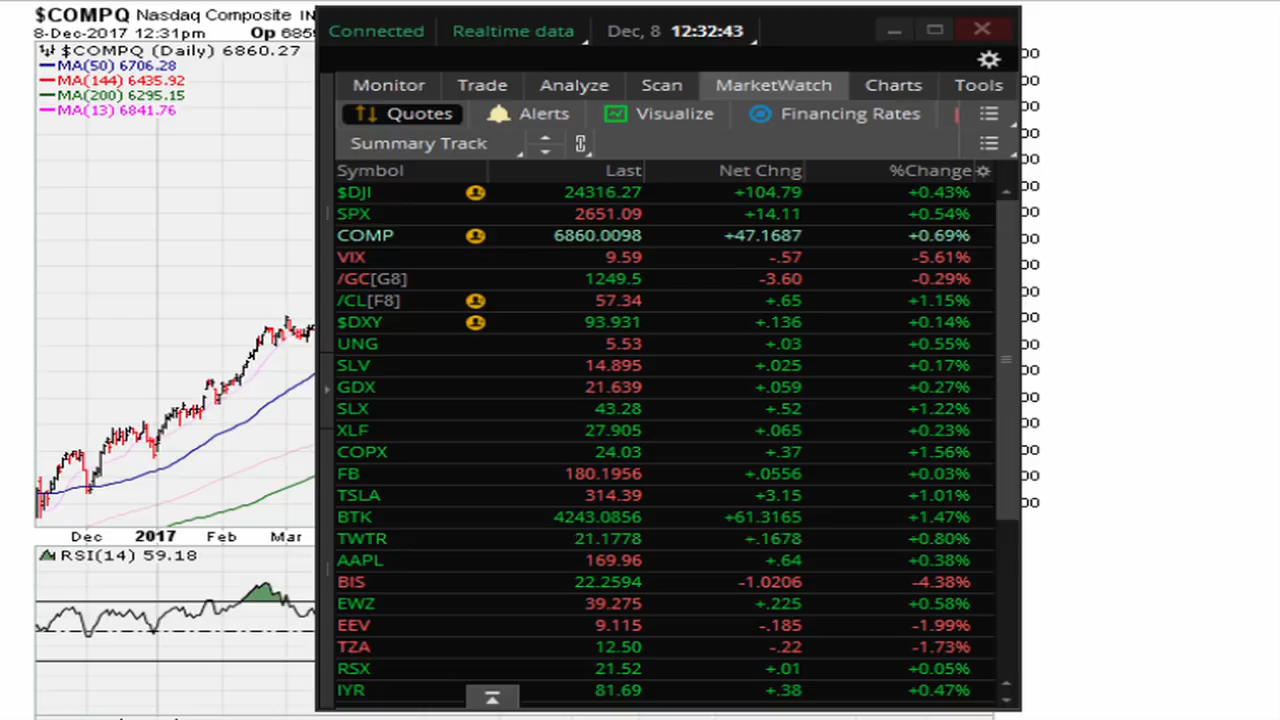 $COMPQ Nasdaq Composite IN
8-Dec-2017 12:31pm Op 685
$COMPQ (Daily) 6860.27
MA(50) 6706.28
MA(144) 6435.92
MA(200) 6295.15
MA(13) 6841.76
Dec 2017 Feb Mar
RSI(14) 59.18
Connected Realtime data Dec, 8 12:32:43
Monitor Trade Analyze Scan MarketWatch Charts Tools
Quotes Alerts Visualize Financing Rates
Summary Track
Symbol Last Net Chng %Change
$DJI 24316.27 +104.79 +0.43%
SPX 2651.09 +14.11 +0.54%
COMP 6860.0098 +47.1687 +0.69%
VIX 9.59 -.57 -5.61%
/GC[G8] 1249.5 -3.60 -0.29%
/CL[F8] 57.34 +.65 +1.15%
$DXY 93.931 +.136 +0.14%
UNG 5.53 +.03 +0.55%
SLV 14.895 +.025 +0.17%
GDX 21.639 +.059 +0.27%
SLX 43.28 +.52 +1.22%
XLF 27.905 +.065 +0.23%
COPX 24.03 +.37 +1.56%
FB 180.1956 +.0556 +0.03%
TSLA 314.39 +3.15 +1.01%
BTK 4243.0856 +61.3165 +1.47%
TWTR 21.1778 +.1678 +0.80%
AAPL 169.96 +.64 +0.38%
BIS 22.2594 -1.0206 -4.38%
EWZ 39.275 +.225 +0.58%
EEV 9.115 -.185 -1.99%
TZA 12.50 -.22 -1.73%
RSX 21.52 +.01 +0.05%
IYR 81.69 +.38 +0.47%